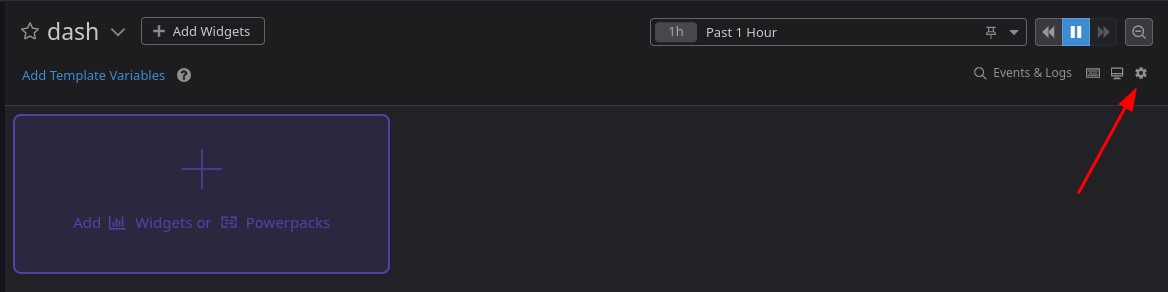 dash
Add Widgets
1h Past 1 Hour
Add Template Variables ?
Events & Logs
Add Widgets or Powerpacks